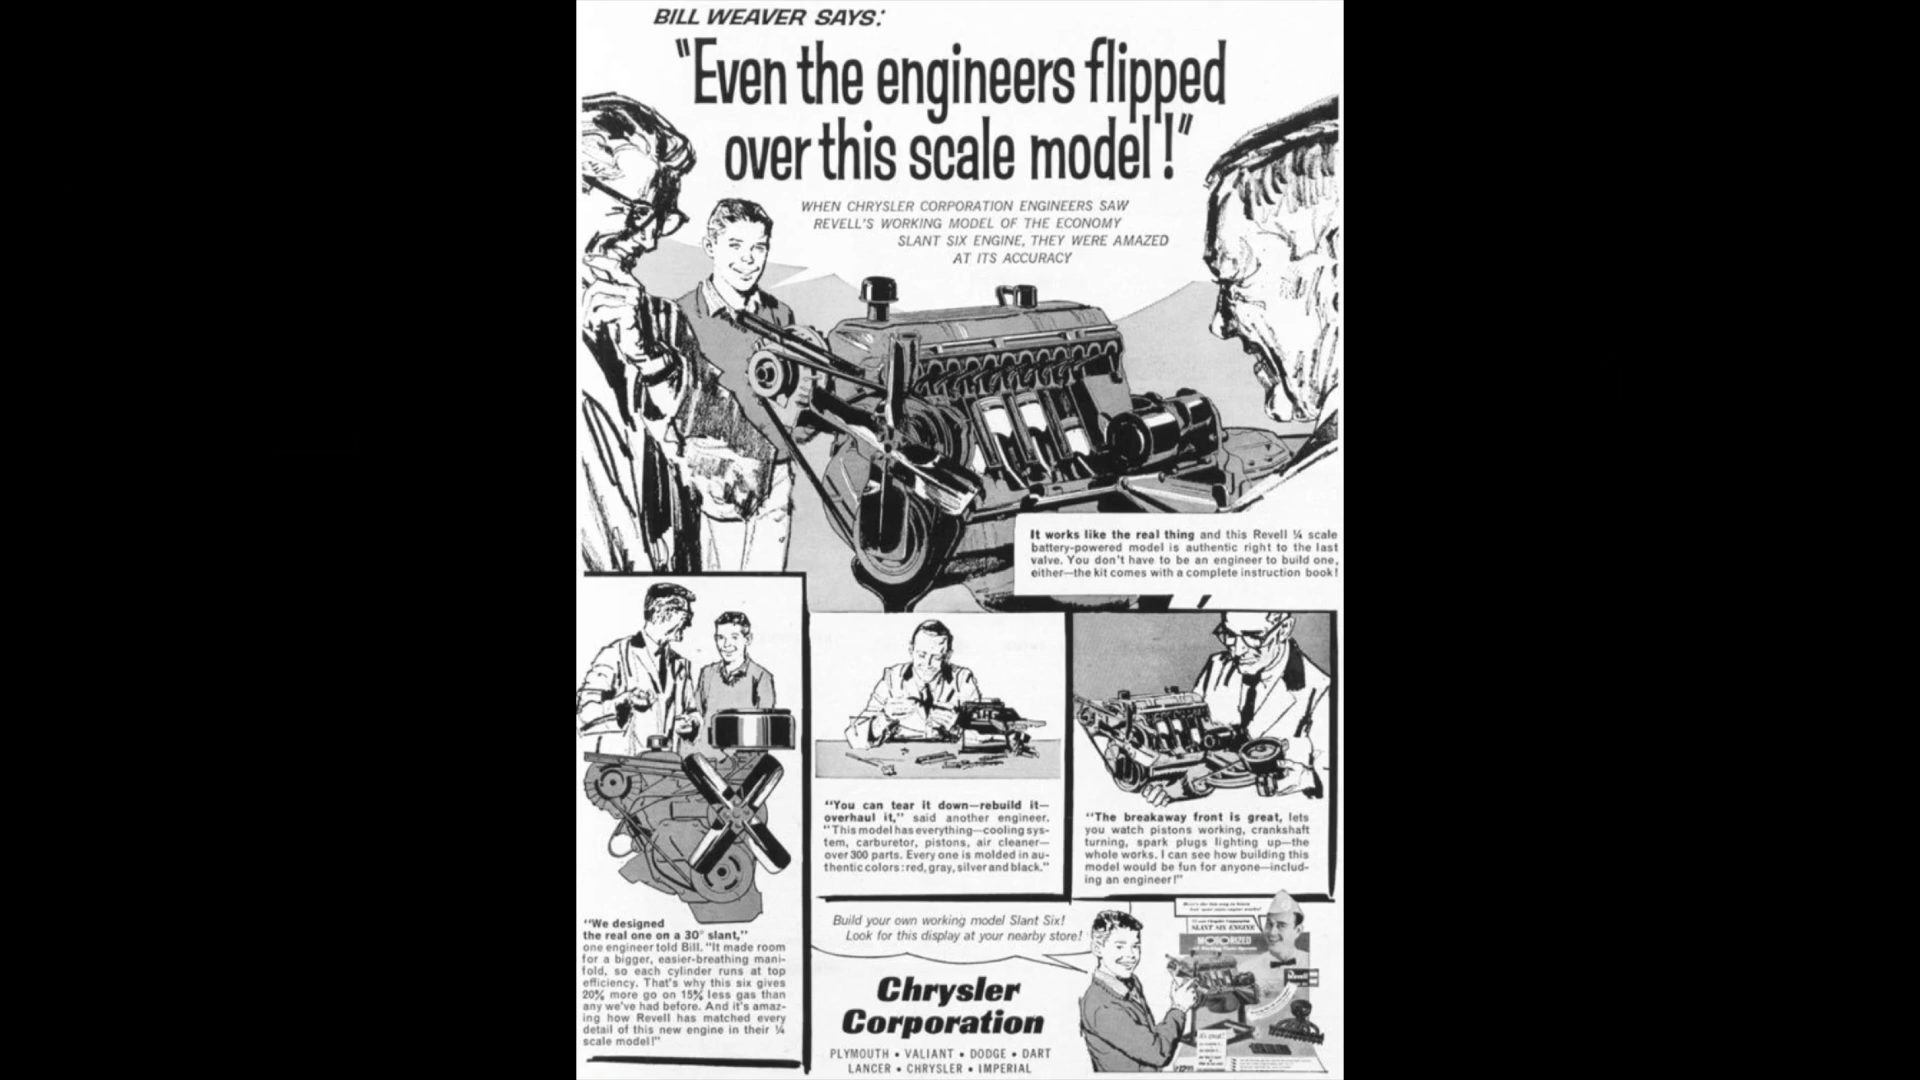 BILL WEAVER SAYS:
"Even the engineers flipped
over this scale model!"
WHEN CHRYSLER CORPORATION ENGINEERS SAW
REVELL'S WORKING MODEL OF THE ECONOMY
SLANT SIX ENGINE, THEY WERE AMAZED
AT ITS ACCURACY
It works like the real thing and this Revell ¼ scale
battery-powered model is authentic right to the last
valve. You don't have to be an engineer to build one,
either—the kit comes with a complete instruction book!
"We designed
the real one on a 30° slant,"
one engineer told Bill. "It made room
for a bigger, easier-breathing mani-
fold, so each cylinder runs at top
efficiency. That's why this six gives
20% more go on 15% less gas than
any we've had before. And it's amaz-
ing how Revell has matched every
detail of this new engine in their ¼
scale model!"
"You can tear it down—rebuild it—
overhaul it," said another engineer.
"This model has everything—cooling sys-
tem, carburetor, pistons, air cleaner—
over 300 parts. Every one is molded in au-
thentic colors: red, gray, silver and black."
"The breakaway front is great, lets
you watch pistons working, crankshaft
turning, spark plugs lighting up—the
whole works. I can see how building this
model would be fun for anyone—includ-
ing an engineer!"
Build your own working model Slant Six!
Look for this display at your nearby store!
SLANT SIX ENGINE
MOTORIZED
Revell
Chrysler
Corporation
PLYMOUTH • VALIANT • DODGE • DART
LANCER • CHRYSLER • IMPERIAL